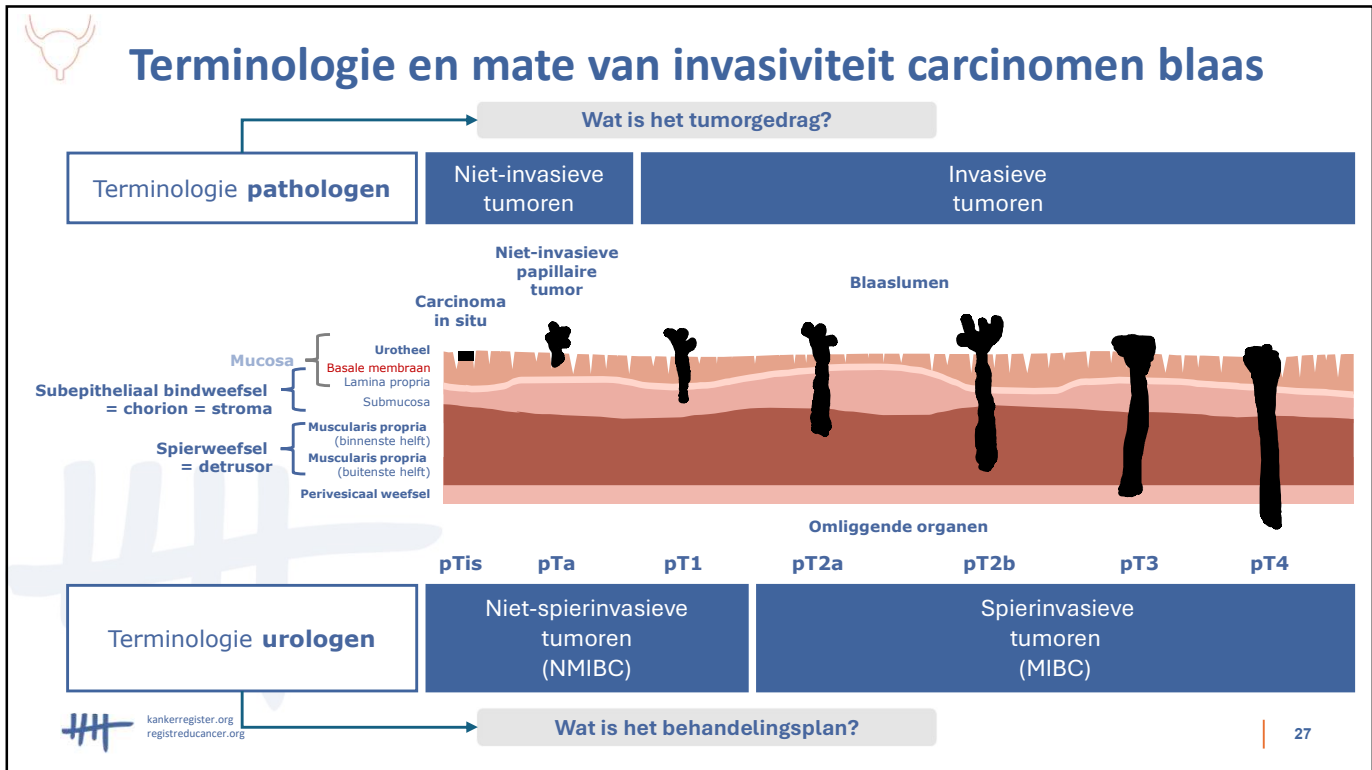 Terminologie en mate van invasiviteit carcinomen blaas
Wat is het tumorgedrag?
Terminologie pathologen
Niet-invasieve
tumoren
Invasieve
tumoren
Niet-invasieve
papillaire
tumor
Blaaslumen
Carcinoma
in situ
Mucosa
Urotheel
Basale membraan
Lamina propria
Subepitheliaal bindweefsel
= chorion = stroma
Submucosa
Spierweefsel
= detrusor
Muscularis propria
(binnenste helft)
Muscularis propria
(buitenste helft)
Perivesicaal weefsel
Omliggende organen
pTis
pTa
pT1
pT2a
pT2b
pT3
pT4
Terminologie urologen
Niet-spierinvasieve
tumoren
(NMIBC)
Spierinvasieve
tumoren
(MIBC)
Wat is het behandelingsplan?
kankerregister.org
registreducancer.org
27